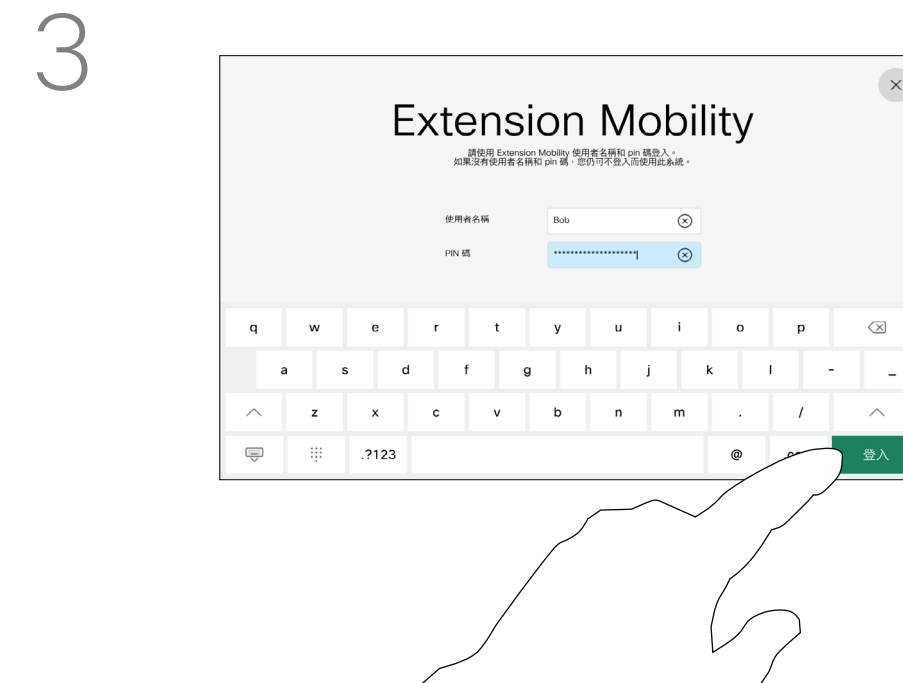 3
Extension Mobility
請使用 Extension Mobility 使用者名稱和 pin 碼登入。
如果沒有使用者名稱和 pin 碼，您仍可不登入而使用此系統。
使用者名稱 Bob
PIN 碼 ********************
q w e r t y u i o p
a s d f g h j k l - _
z x c v b n m . /
.?123 @ 登入